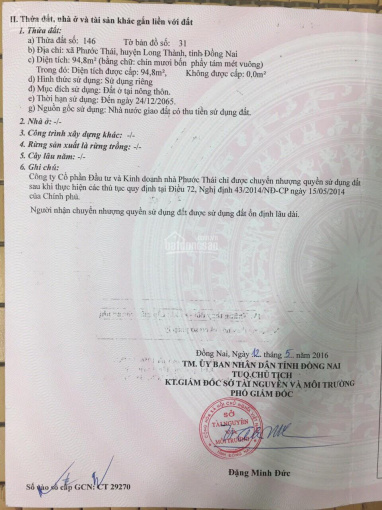 II. Thửa đất, nhà ở và tài sản khác gắn liền với đất
1. Thửa đất:
a) Thửa đất số: 146 Tờ bản đồ số: 31
b) Địa chỉ: xã Phước Thái, huyện Long Thành, tỉnh Đồng Nai
c) Diện tích: 94,8m² (bằng chữ: chín mươi bốn phẩy tám mét vuông)
Trong đó: Diện tích được cấp: 94,8m², Không được cấp: 0,0m²
d) Hình thức sử dụng: Sử dụng riêng
đ) Mục đích sử dụng: Đất ở tại nông thôn.
e) Thời hạn sử dụng: Đến ngày 24/12/2065.
g) Nguồn gốc sử dụng: Nhà nước giao đất có thu tiền sử dụng đất.
2. Nhà ở: -/-
3. Công trình xây dựng khác: -/-
4. Rừng sản xuất là rừng trồng: -/-
5. Cây lâu năm: -/-
6. Ghi chú:
Công ty Cổ phần Đầu tư và Kinh doanh nhà Phước Thái chỉ được chuyển nhượng quyền sử dụng đất
sau khi thực hiện các thủ tục quy định tại Điều 72, Nghị định 43/2014/NĐ-CP ngày 15/05/2014
của Chính phủ.
Người nhận chuyển nhượng quyền sử dụng đất được sử dụng đất ổn định lâu dài.
Đồng Nai, Ngày 12 tháng 5 năm 2016
TM. ỦY BAN NHÂN DÂN TỈNH ĐỒNG NAI
TUQ.CHỦ TỊCH
KT.GIÁM ĐỐC SỞ TÀI NGUYÊN VÀ MÔI TRƯỜNG
PHÓ GIÁM ĐỐC
SỞ
TÀI NGUYÊN
VÀ
MÔI TRƯỜNG
Đặng Minh Đức
Số vào sổ cấp GCN: CT 29270